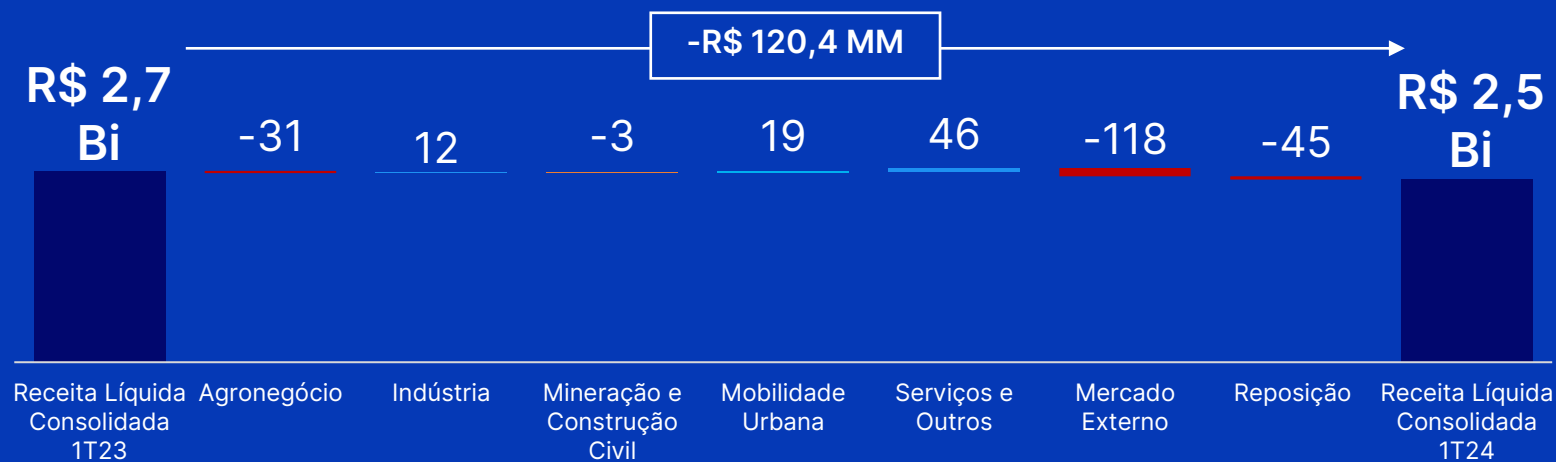 -R$ 120,4 MM
R$ 2,7
Bi
-31
12
-3
19
46
-118
-45
R$ 2,5
Bi
Receita Líquida
Consolidada
1T23
Agronegócio
Indústria
Mineração e
Construção
Civil
Mobilidade
Urbana
Serviços e
Outros
Mercado
Externo
Reposição
Receita Líquida
Consolidada
1T24